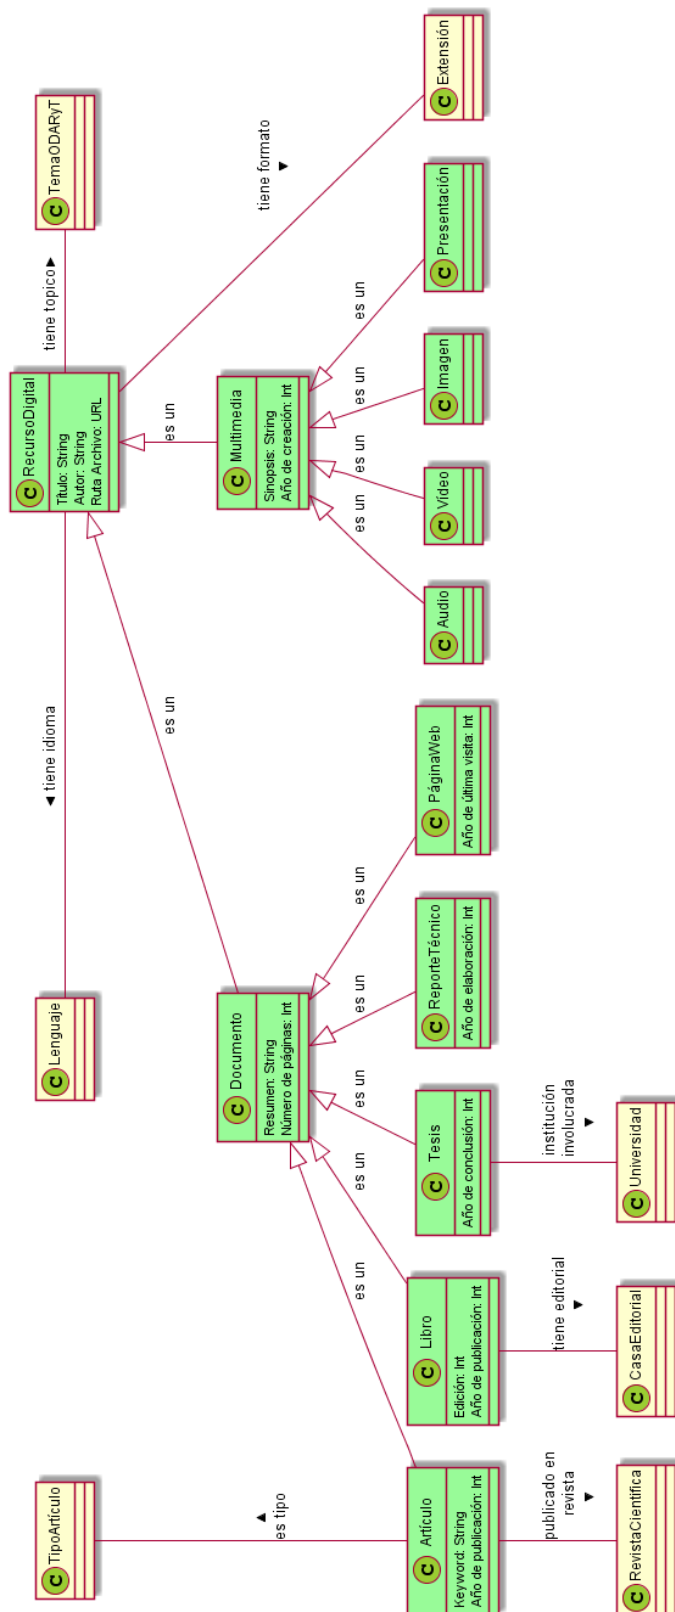 C TipoArtículo
C Lenguaje
◄ tiene idioma
C RecursoDigital
Título: String
Autor: String
Ruta Archivo: URL
tiene topico►
C TemaODARyT
es tipo
▲
es un
es un
tiene formato
▼
C Documento
Resumen: String
Número de páginas: Int
C Multimedia
Sinopsis: String
Año de creación: Int
es un
es un
es un
es un
es un
es un
es un
es un
es un
C Artículo
Keyword: String
Año de publicación: Int
C Libro
Edición: Int
Año de publicación: Int
C Tesis
Año de conclusión: Int
C ReporteTécnico
Año de elaboración: Int
C PáginaWeb
Año de última visita: Int
C Audio
C Video
C Imagen
C Presentación
C Extensión
publicado en
revista
▼
tiene editorial
▼
institución
involucrada
▼
C RevistaCientífica
C CasaEditorial
C Universidad